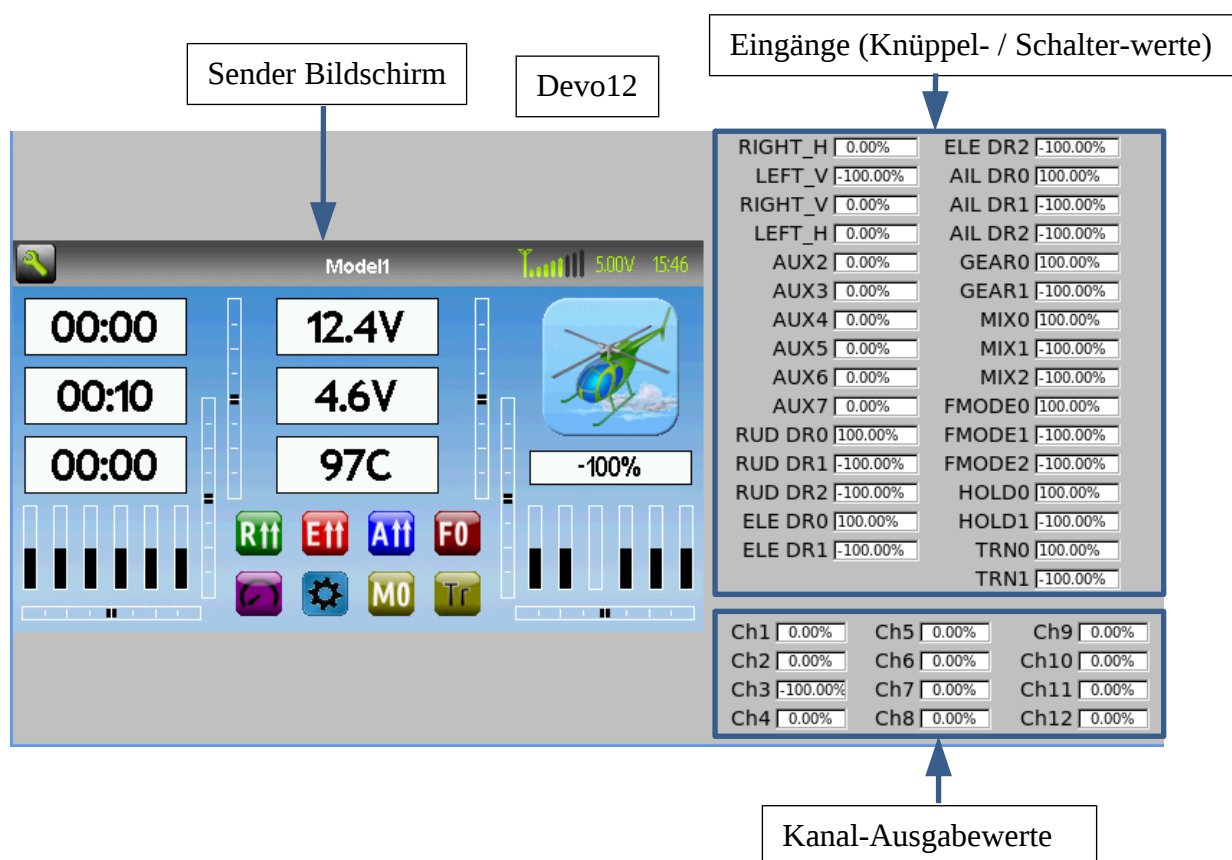 Eingänge (Knüppel- / Schalter-werte)
Sender Bildschirm
Devo12
Model1 5.00V 15:46
00:00 12.4V
00:10 4.6V
00:00 97C -100%
R E A F0
M0 Tr
RIGHT_H 0.00% ELE DR2 -100.00%
LEFT_V -100.00% AIL DR0 100.00%
RIGHT_V 0.00% AIL DR1 -100.00%
LEFT_H 0.00% AIL DR2 -100.00%
AUX2 0.00% GEAR0 100.00%
AUX3 0.00% GEAR1 -100.00%
AUX4 0.00% MIX0 100.00%
AUX5 0.00% MIX1 -100.00%
AUX6 0.00% MIX2 -100.00%
AUX7 0.00% FMODE0 100.00%
RUD DR0 100.00% FMODE1 -100.00%
RUD DR1 -100.00% FMODE2 -100.00%
RUD DR2 -100.00% HOLD0 100.00%
ELE DR0 100.00% HOLD1 -100.00%
ELE DR1 -100.00% TRN0 100.00%
TRN1 -100.00%
Ch1 0.00% Ch5 0.00% Ch9 0.00%
Ch2 0.00% Ch6 0.00% Ch10 0.00%
Ch3 -100.00% Ch7 0.00% Ch11 0.00%
Ch4 0.00% Ch8 0.00% Ch12 0.00%
Kanal-Ausgabewerte